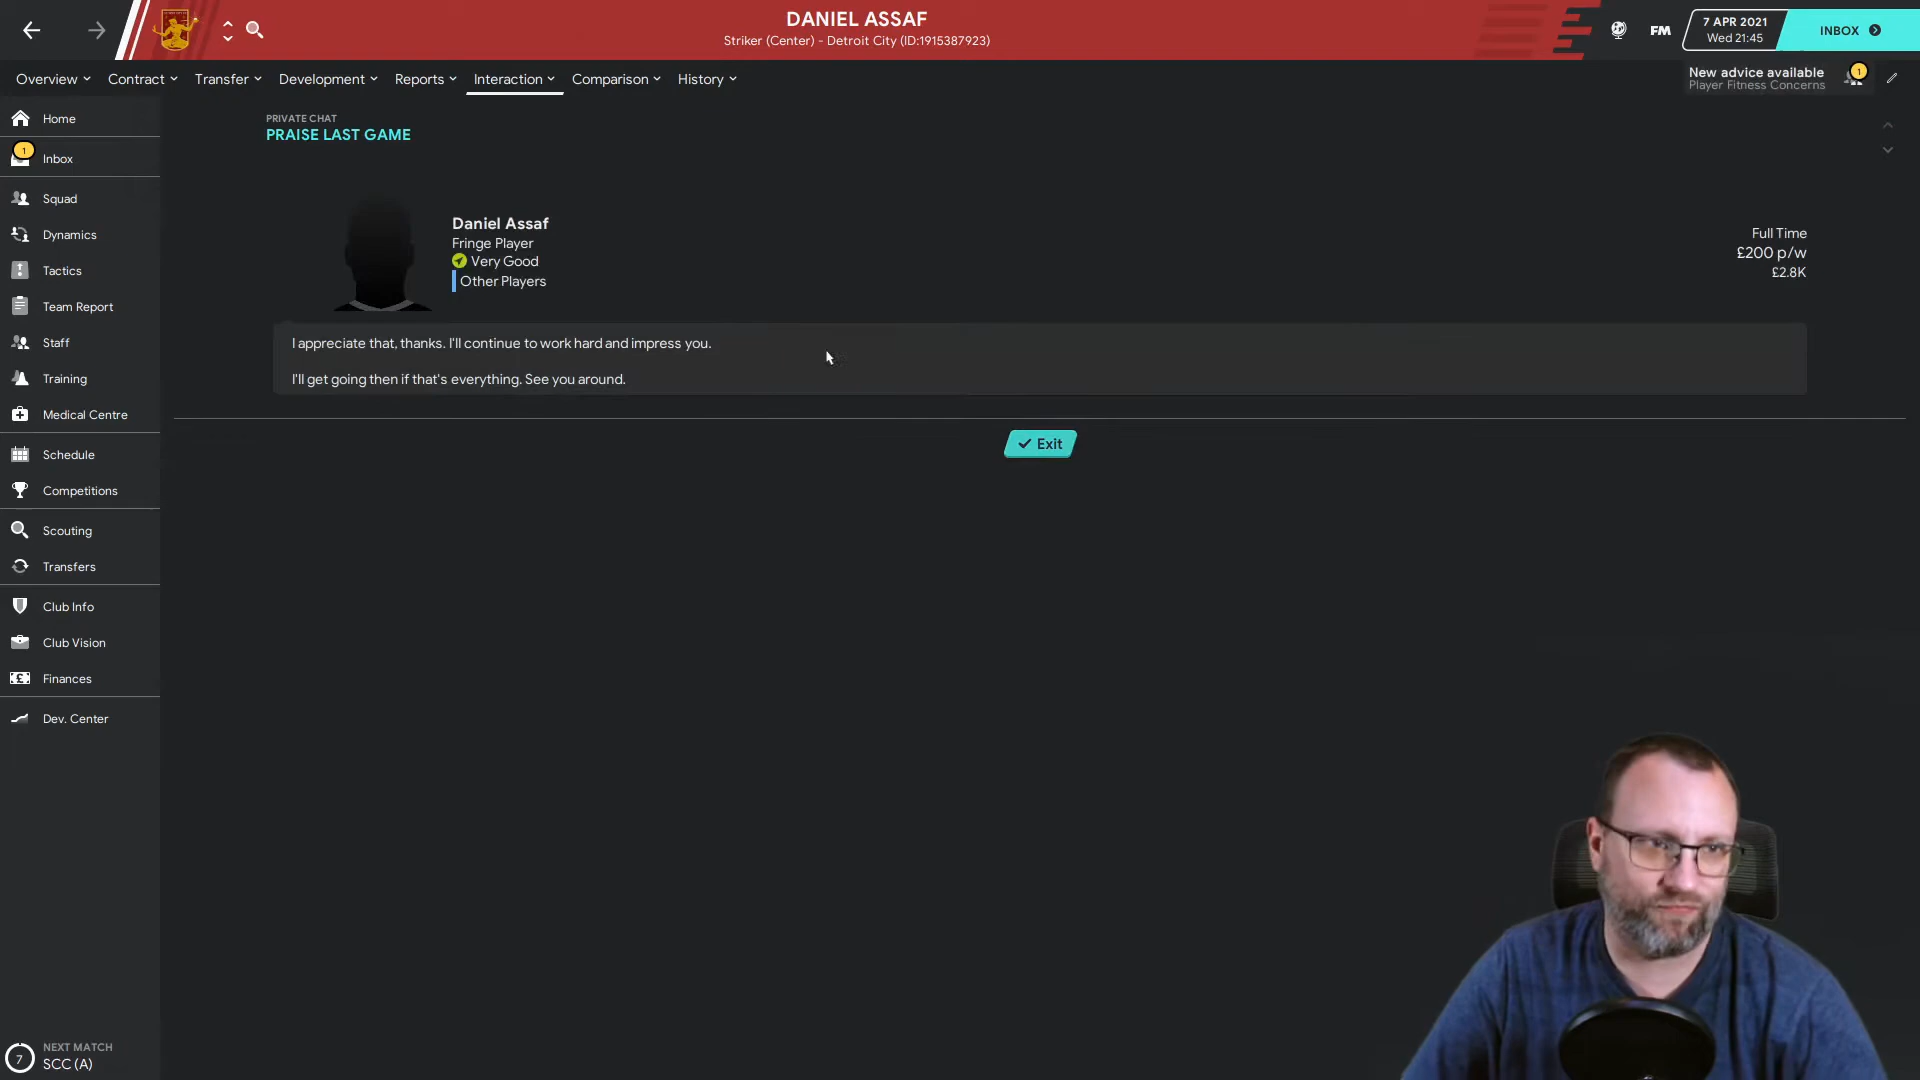 DANIEL ASSAF
Striker (Center) - Detroit City (ID:1915387923)
FM
7 APR 2021
Wed 21:45
INBOX
Overview
Contract
Transfer
Development
Reports
Interaction
Comparison
History
New advice available
Player Fitness Concerns
1
Home
1
Inbox
Squad
Dynamics
Tactics
Team Report
Staff
Training
Medical Centre
Schedule
Competitions
Scouting
Transfers
Club Info
Club Vision
Finances
Dev. Center
7
NEXT MATCH
SCC (A)
PRIVATE CHAT
PRAISE LAST GAME
Daniel Assaf
Fringe Player
Very Good
Other Players
Full Time
£200 p/w
£2.8K
I appreciate that, thanks. I'll continue to work hard and impress you.
I'll get going then if that's everything. See you around.
Exit